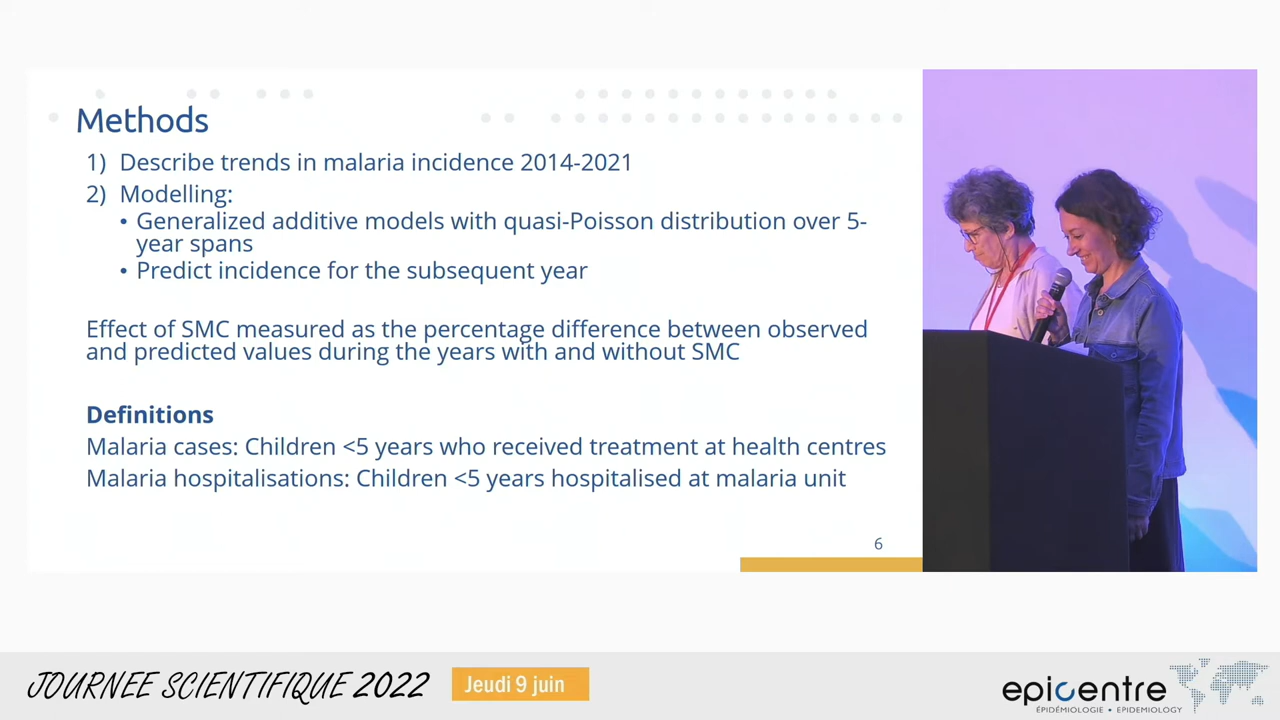 Methods
1) Describe trends in malaria incidence 2014-2021
2) Modelling:
• Generalized additive models with quasi-Poisson distribution over 5-
year spans
• Predict incidence for the subsequent year
Effect of SMC measured as the percentage difference between observed
and predicted values during the years with and without SMC
Definitions
Malaria cases: Children <5 years who received treatment at health centres
Malaria hospitalisations: Children <5 years hospitalised at malaria unit
6
JOURNEE SCIENTIFIQUE 2022
Jeudi 9 juin
epicentre
ÉPIDÉMIOLOGIE • EPIDEMIOLOGY